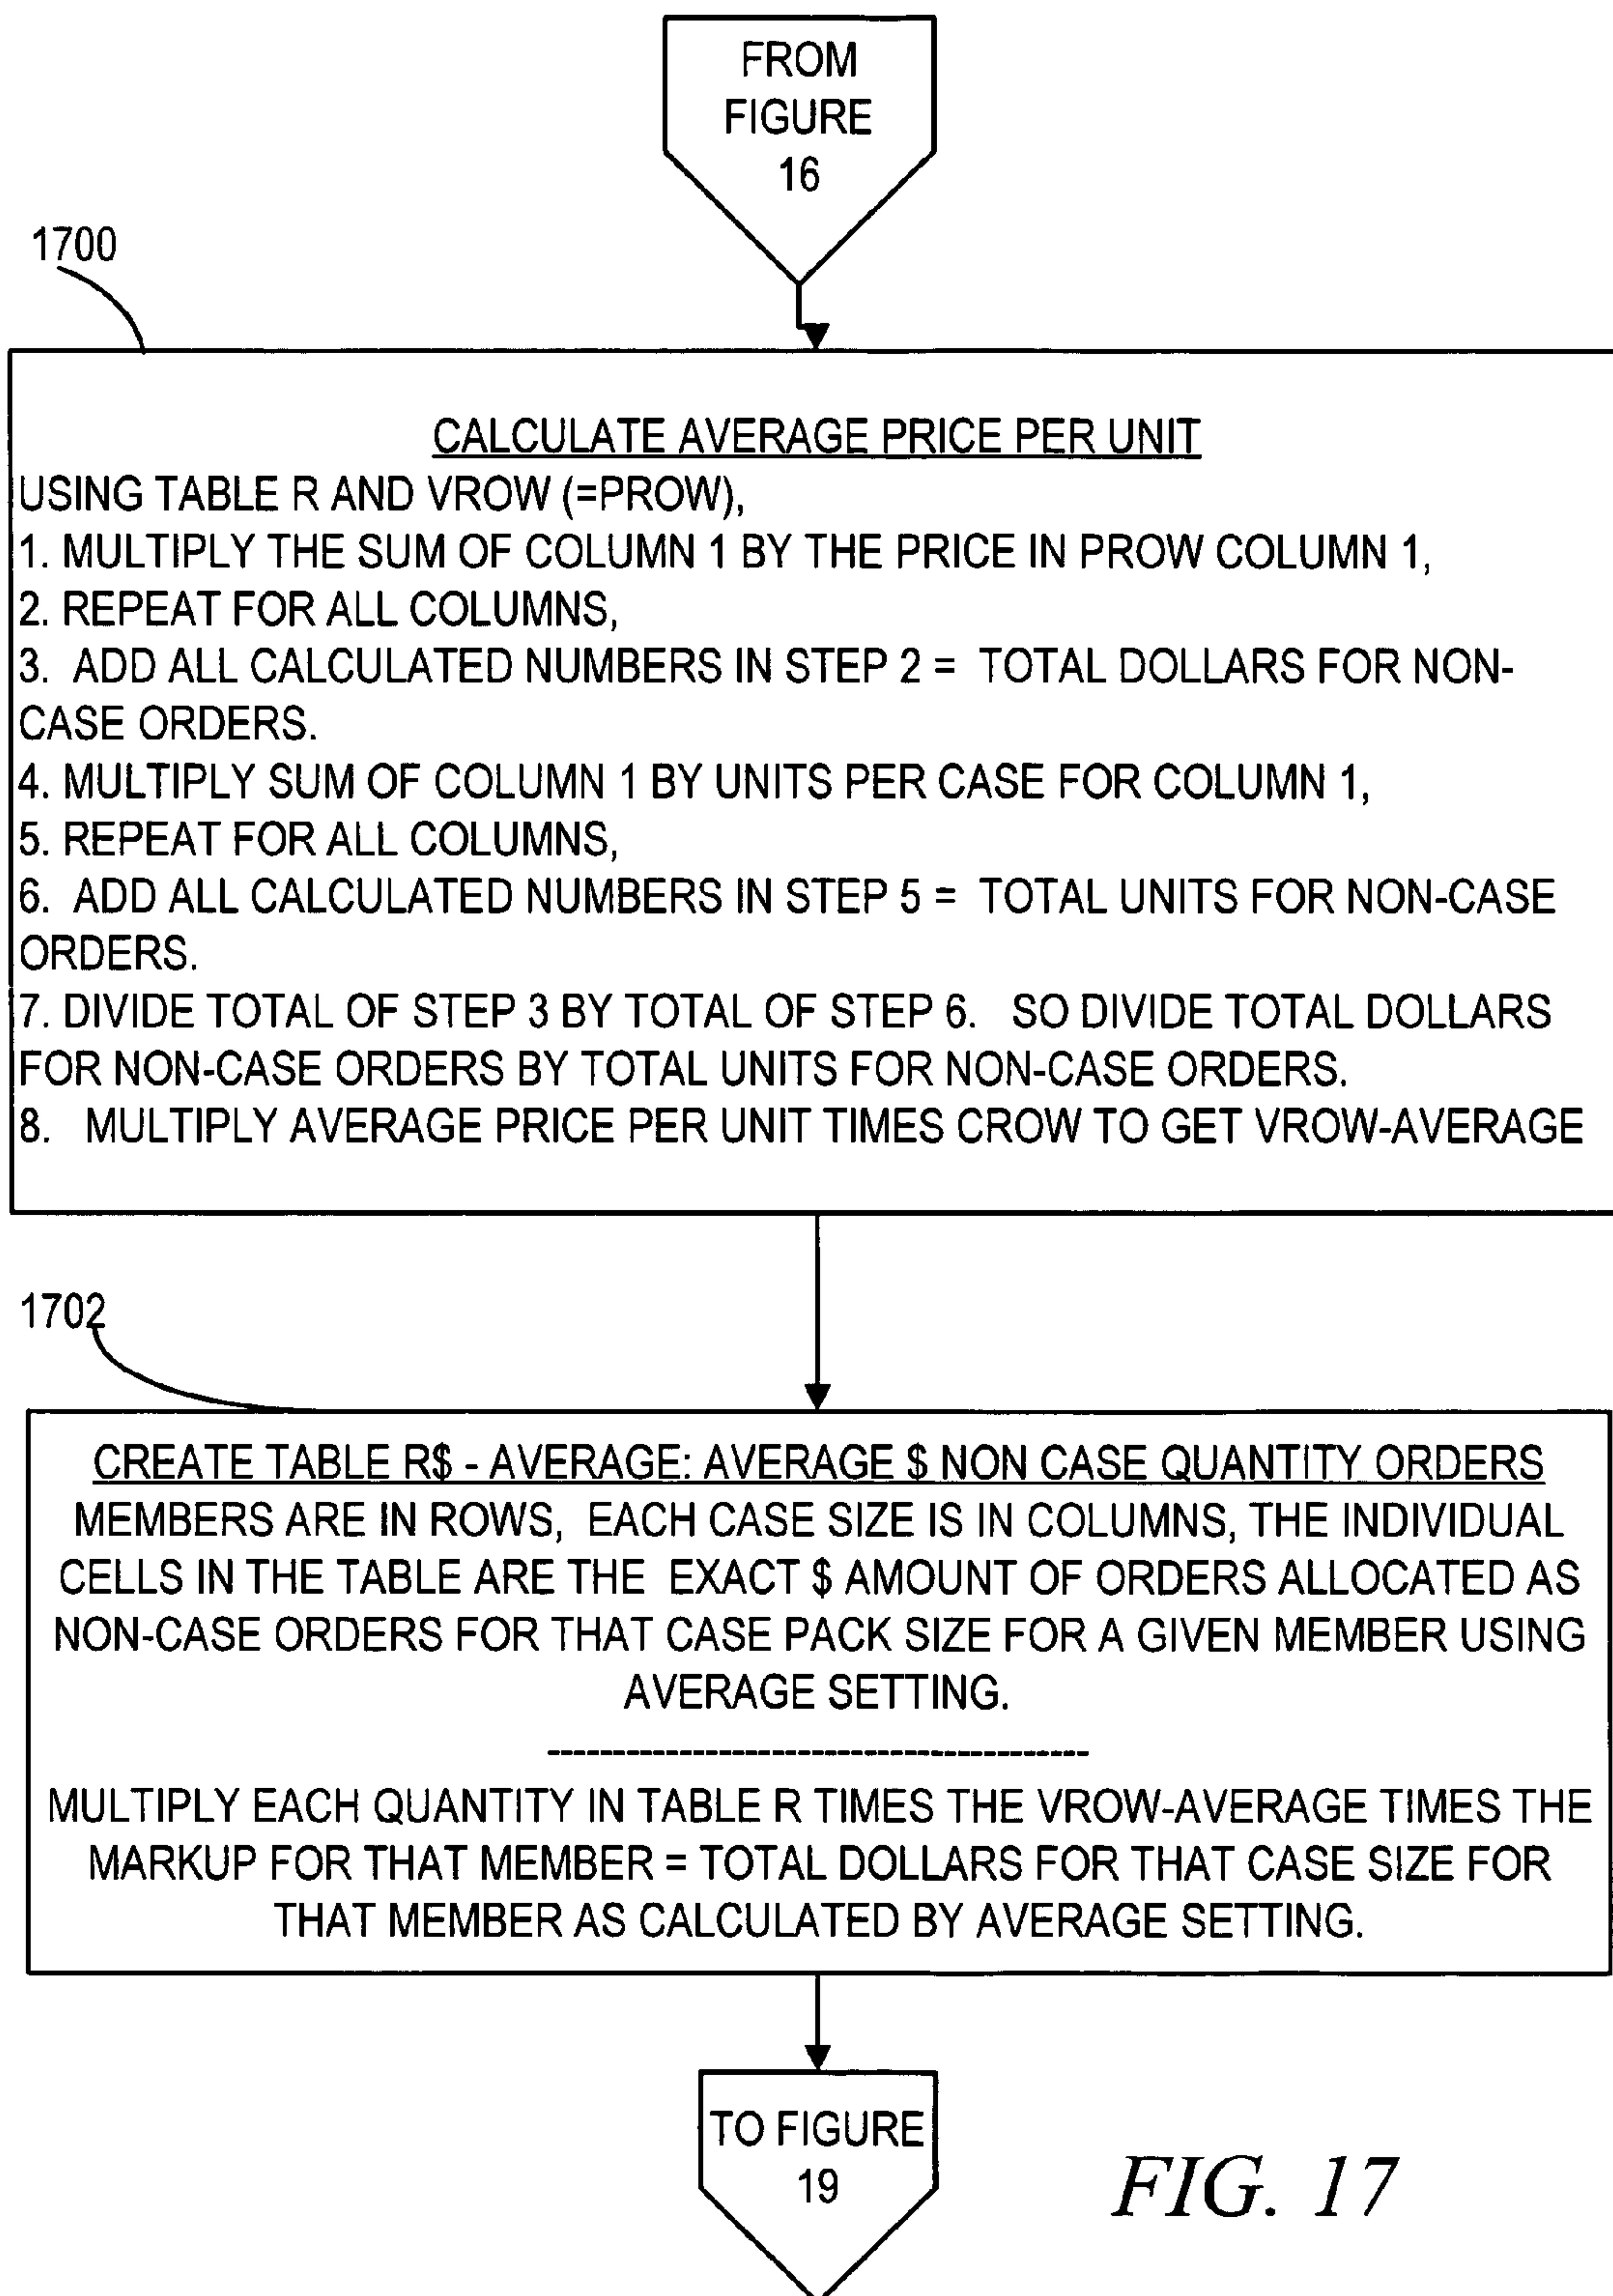 FROM
FIGURE
16
1700
CALCULATE AVERAGE PRICE PER UNIT
USING TABLE R AND VROW (=PROW),
1. MULTIPLY THE SUM OF COLUMN 1 BY THE PRICE IN PROW COLUMN 1,
2. REPEAT FOR ALL COLUMNS,
3. ADD ALL CALCULATED NUMBERS IN STEP 2 = TOTAL DOLLARS FOR NON-
CASE ORDERS.
4. MULTIPLY SUM OF COLUMN 1 BY UNITS PER CASE FOR COLUMN 1,
5. REPEAT FOR ALL COLUMNS,
6. ADD ALL CALCULATED NUMBERS IN STEP 5 = TOTAL UNITS FOR NON-CASE
ORDERS.
7. DIVIDE TOTAL OF STEP 3 BY TOTAL OF STEP 6. SO DIVIDE TOTAL DOLLARS
FOR NON-CASE ORDERS BY TOTAL UNITS FOR NON-CASE ORDERS.
8. MULTIPLY AVERAGE PRICE PER UNIT TIMES CROW TO GET VROW-AVERAGE
1702
CREATE TABLE R$ - AVERAGE: AVERAGE $ NON CASE QUANTITY ORDERS
MEMBERS ARE IN ROWS, EACH CASE SIZE IS IN COLUMNS, THE INDIVIDUAL
CELLS IN THE TABLE ARE THE EXACT $ AMOUNT OF ORDERS ALLOCATED AS
NON-CASE ORDERS FOR THAT CASE PACK SIZE FOR A GIVEN MEMBER USING
AVERAGE SETTING.
-----------------------------------------
MULTIPLY EACH QUANTITY IN TABLE R TIMES THE VROW-AVERAGE TIMES THE
MARKUP FOR THAT MEMBER = TOTAL DOLLARS FOR THAT CASE SIZE FOR
THAT MEMBER AS CALCULATED BY AVERAGE SETTING.
TO FIGURE
19
FIG. 17